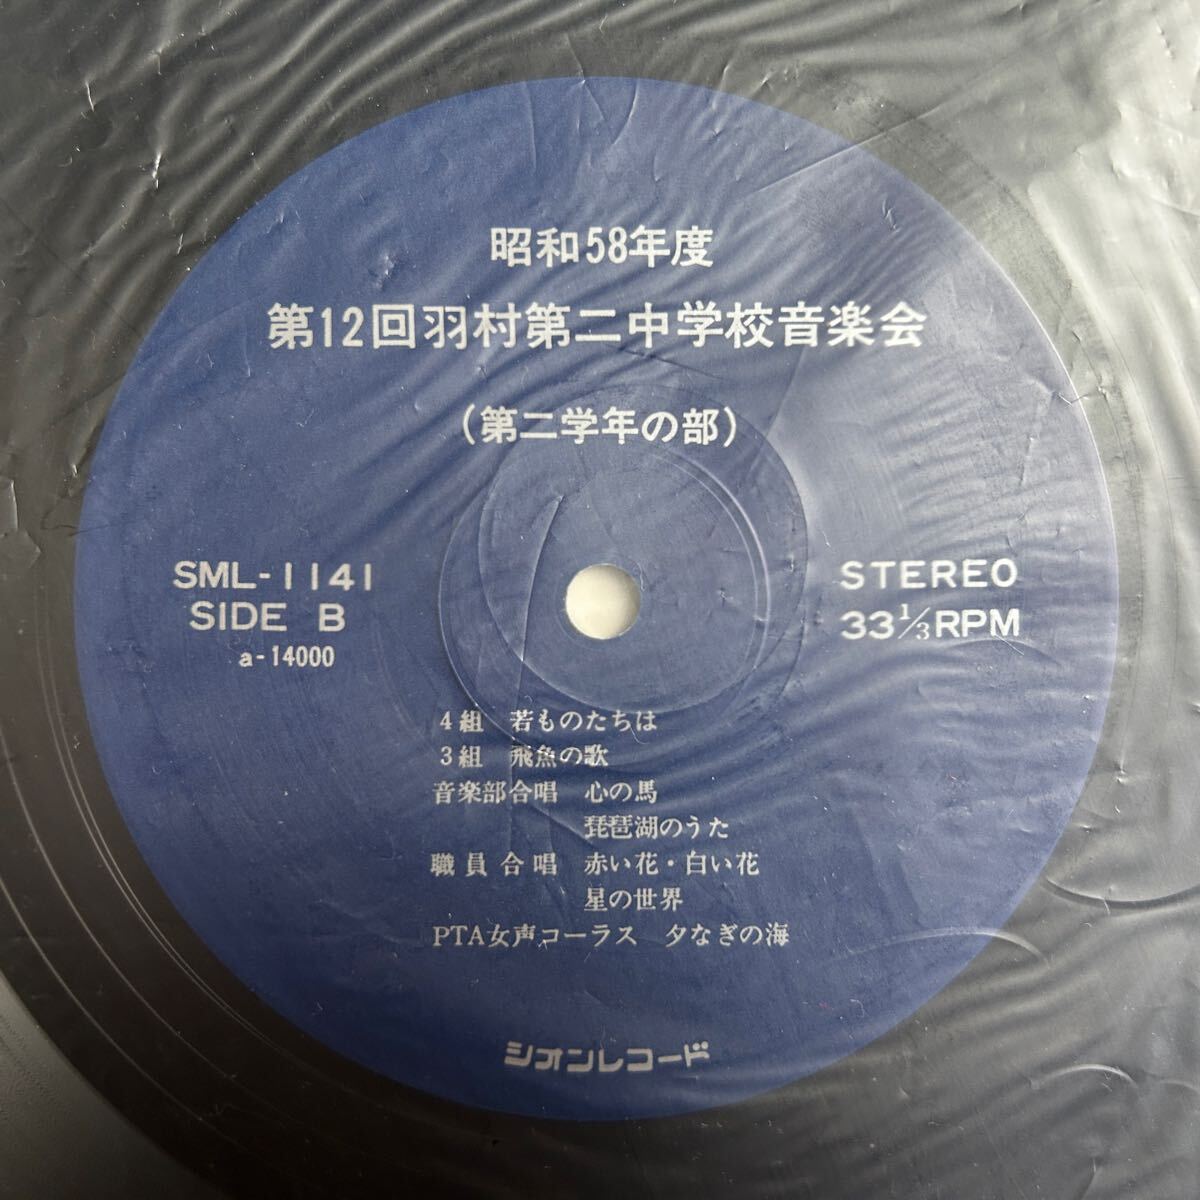 昭和58年度
第12回羽村第二中学校音楽会
(第二学年の部)
SML-1141
SIDE B
a-14000
STEREO
33⅓RPM
4組 若ものたちは
3組 飛魚の歌
音楽部合唱 心の馬
琵琶湖のうた
職員合唱 赤い花・白い花
星の世界
PTA女声コーラス 夕なぎの海
シオンレコード